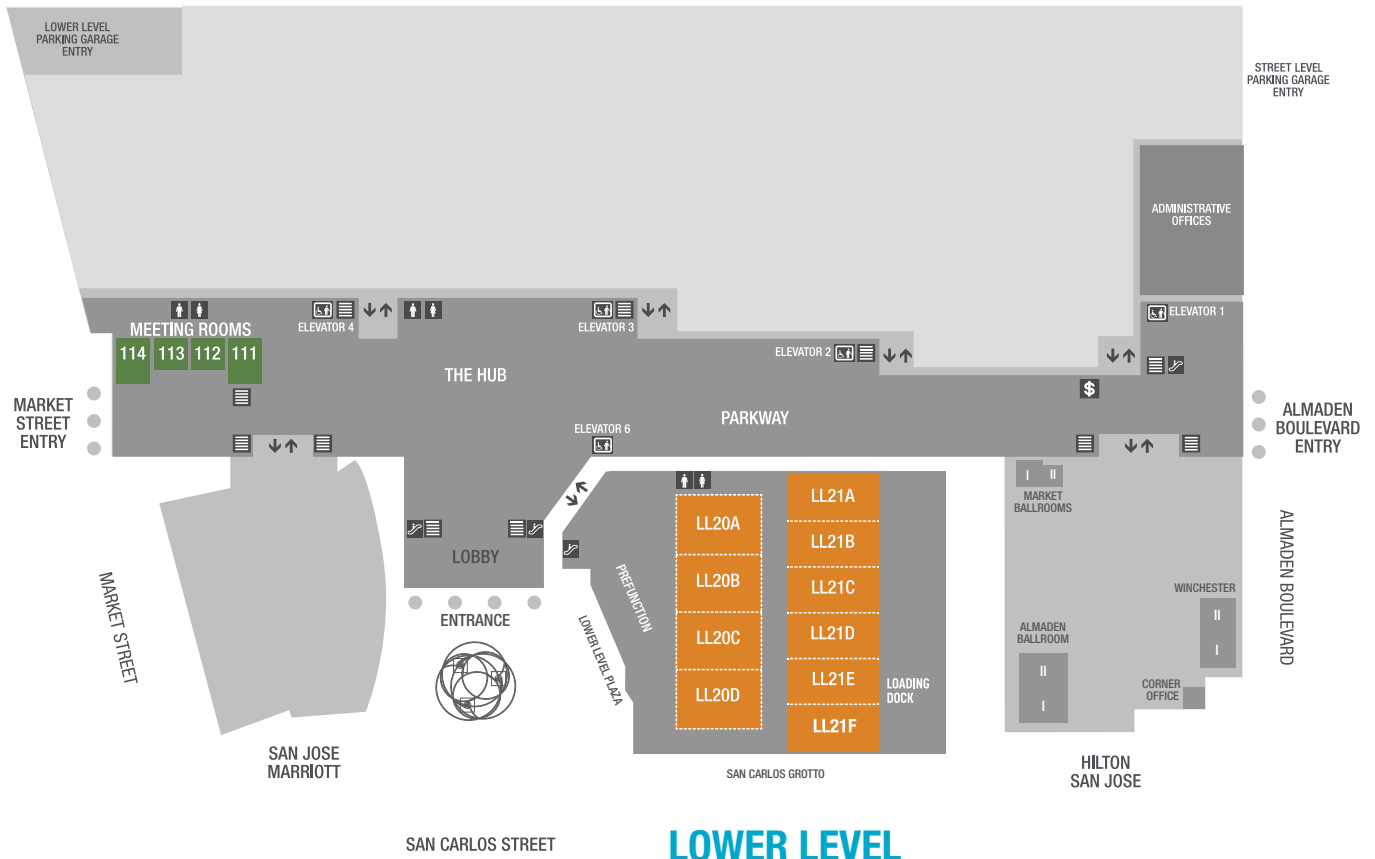 LOWER LEVEL
PARKING GARAGE
ENTRY
STREET LEVEL
PARKING GARAGE
ENTRY
ADMINISTRATIVE
OFFICES
MEETING ROOMS
114
113
112
111
ELEVATOR 4
ELEVATOR 3
ELEVATOR 1
ELEVATOR 2
THE HUB
$
PARKWAY
MARKET
STREET
ENTRY
ALMADEN
BOULEVARD
ENTRY
ELEVATOR 6
LL20A
LL20B
LL20C
LL20D
LL21A
LL21B
LL21C
LL21D
LL21E
LL21F
I
II
MARKET
BALLROOMS
LOBBY
ENTRANCE
PREFUNCTION
LOWER LEVEL PLAZA
LOADING
DOCK
WINCHESTER
II
I
ALMADEN
BALLROOM
II
I
CORNER
OFFICE
MARKET STREET
ALMADEN BOULEVARD
SAN JOSE
MARRIOTT
SAN CARLOS GROTTO
HILTON
SAN JOSE
SAN CARLOS STREET
LOWER LEVEL